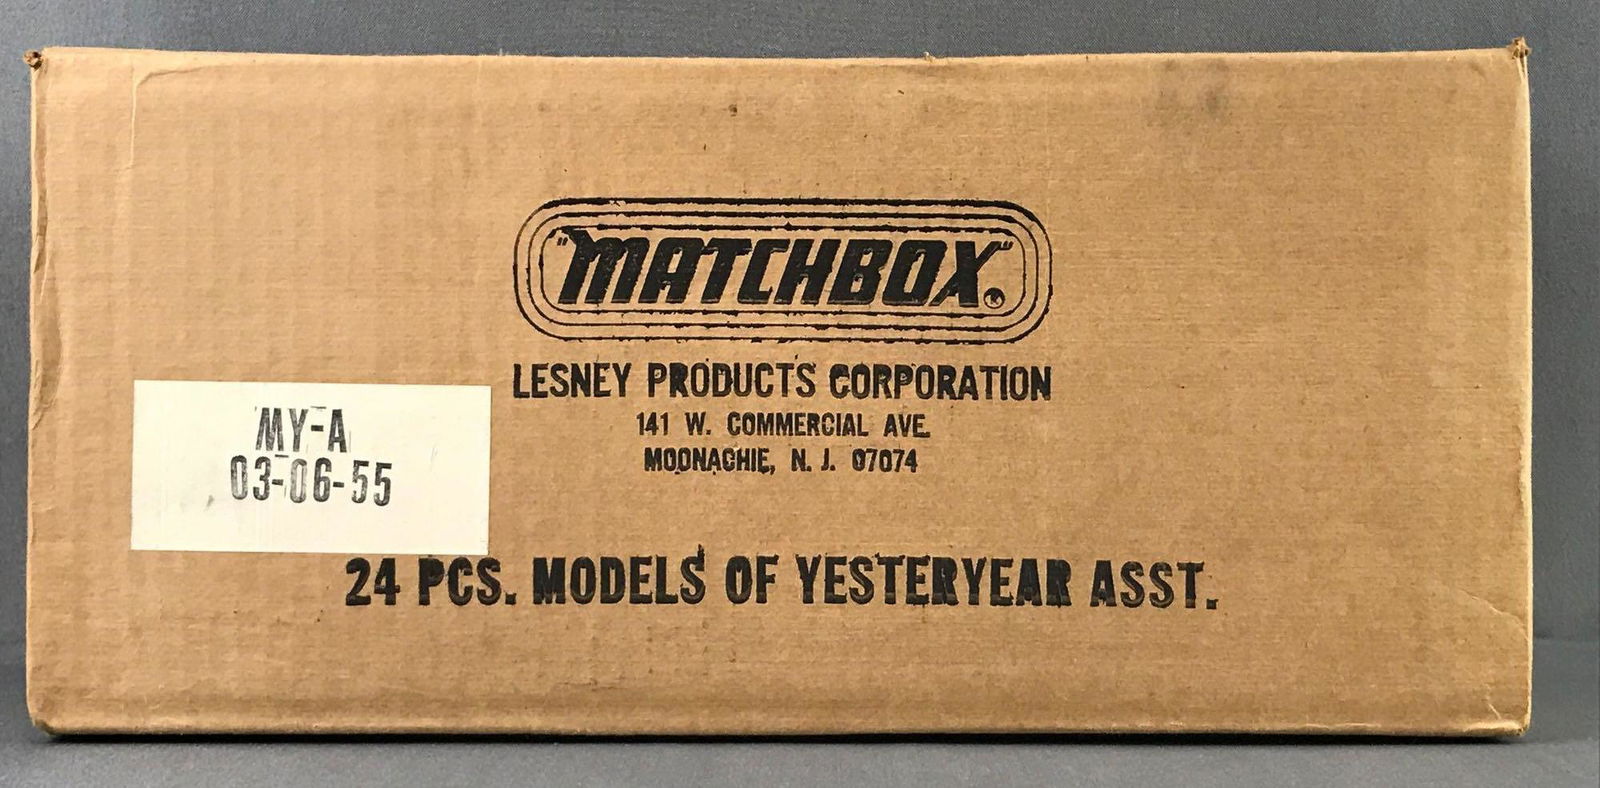 "MATCHBOX"®
LESNEY PRODUCTS CORPORATION
141 W. COMMERCIAL AVE.
MOONACHIE, N. J. 07074
MY-A
03-06-55
24 PCS. MODELS OF YESTERYEAR ASST.